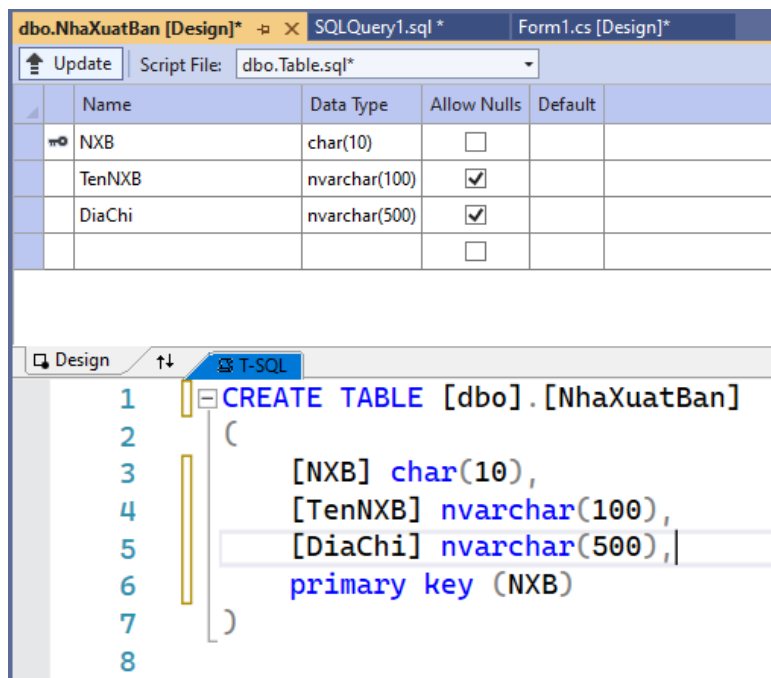 dbo.NhaXuatBan [Design]* SQLQuery1.sql * Form1.cs [Design]*
Update Script File: dbo.Table.sql*
Name Data Type Allow Nulls Default
NXB char(10)
TenNXB nvarchar(100)
DiaChi nvarchar(500)
Design T-SQL
1 CREATE TABLE [dbo].[NhaXuatBan]
2 (
3 [NXB] char(10),
4 [TenNXB] nvarchar(100),
5 [DiaChi] nvarchar(500),
6 primary key (NXB)
7 )
8